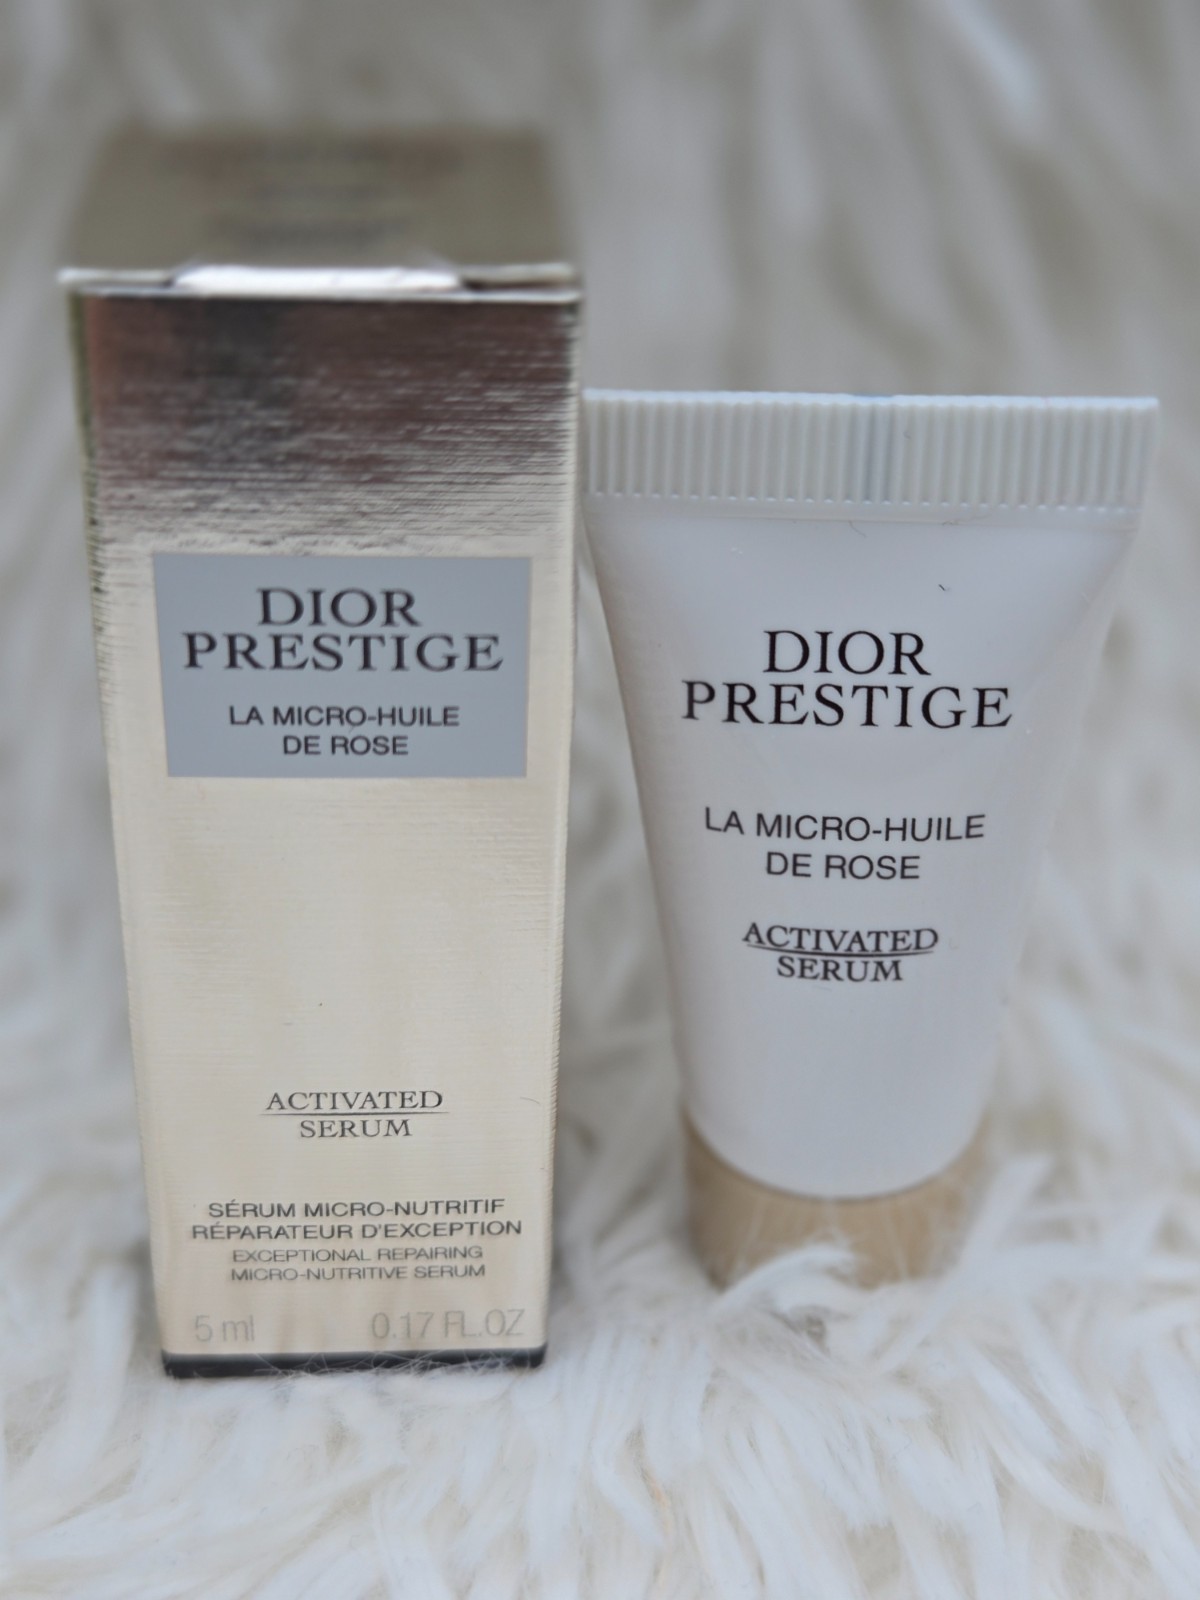 DIOR
PRESTIGE
LA MICRO-HUILE
DE ROSE
ACTIVATED
SERUM
SÉRUM MICRO-NUTRITIF
RÉPARATEUR D'EXCEPTION
EXCEPTIONAL REPAIRING
MICRO-NUTRITIVE SERUM
5 ml 0.17 FL.OZ
DIOR
PRESTIGE
LA MICRO-HUILE
DE ROSE
ACTIVATED
SERUM